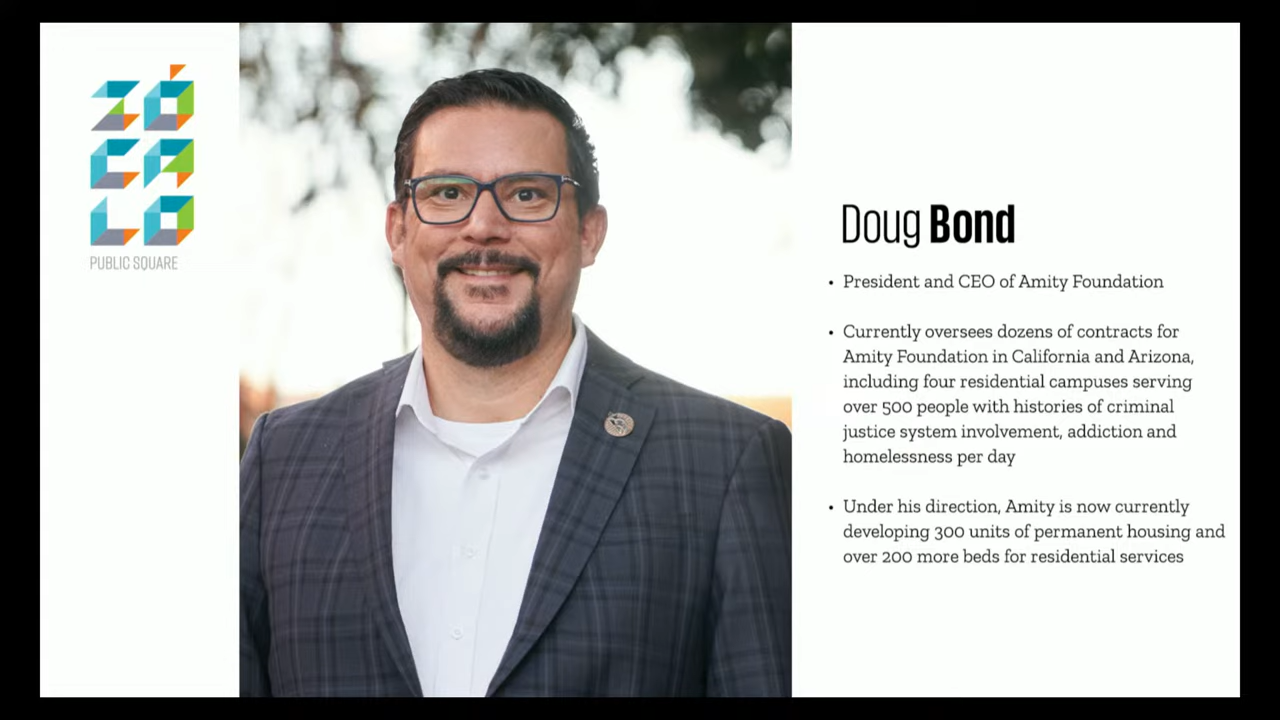 ZÓ
CA
LO
PUBLIC SQUARE
Doug Bond
• President and CEO of Amity Foundation
• Currently oversees dozens of contracts for
Amity Foundation in California and Arizona,
including four residential campuses serving
over 500 people with histories of criminal
justice system involvement, addiction and
homelessness per day
• Under his direction, Amity is now currently
developing 300 units of permanent housing and
over 200 more beds for residential services